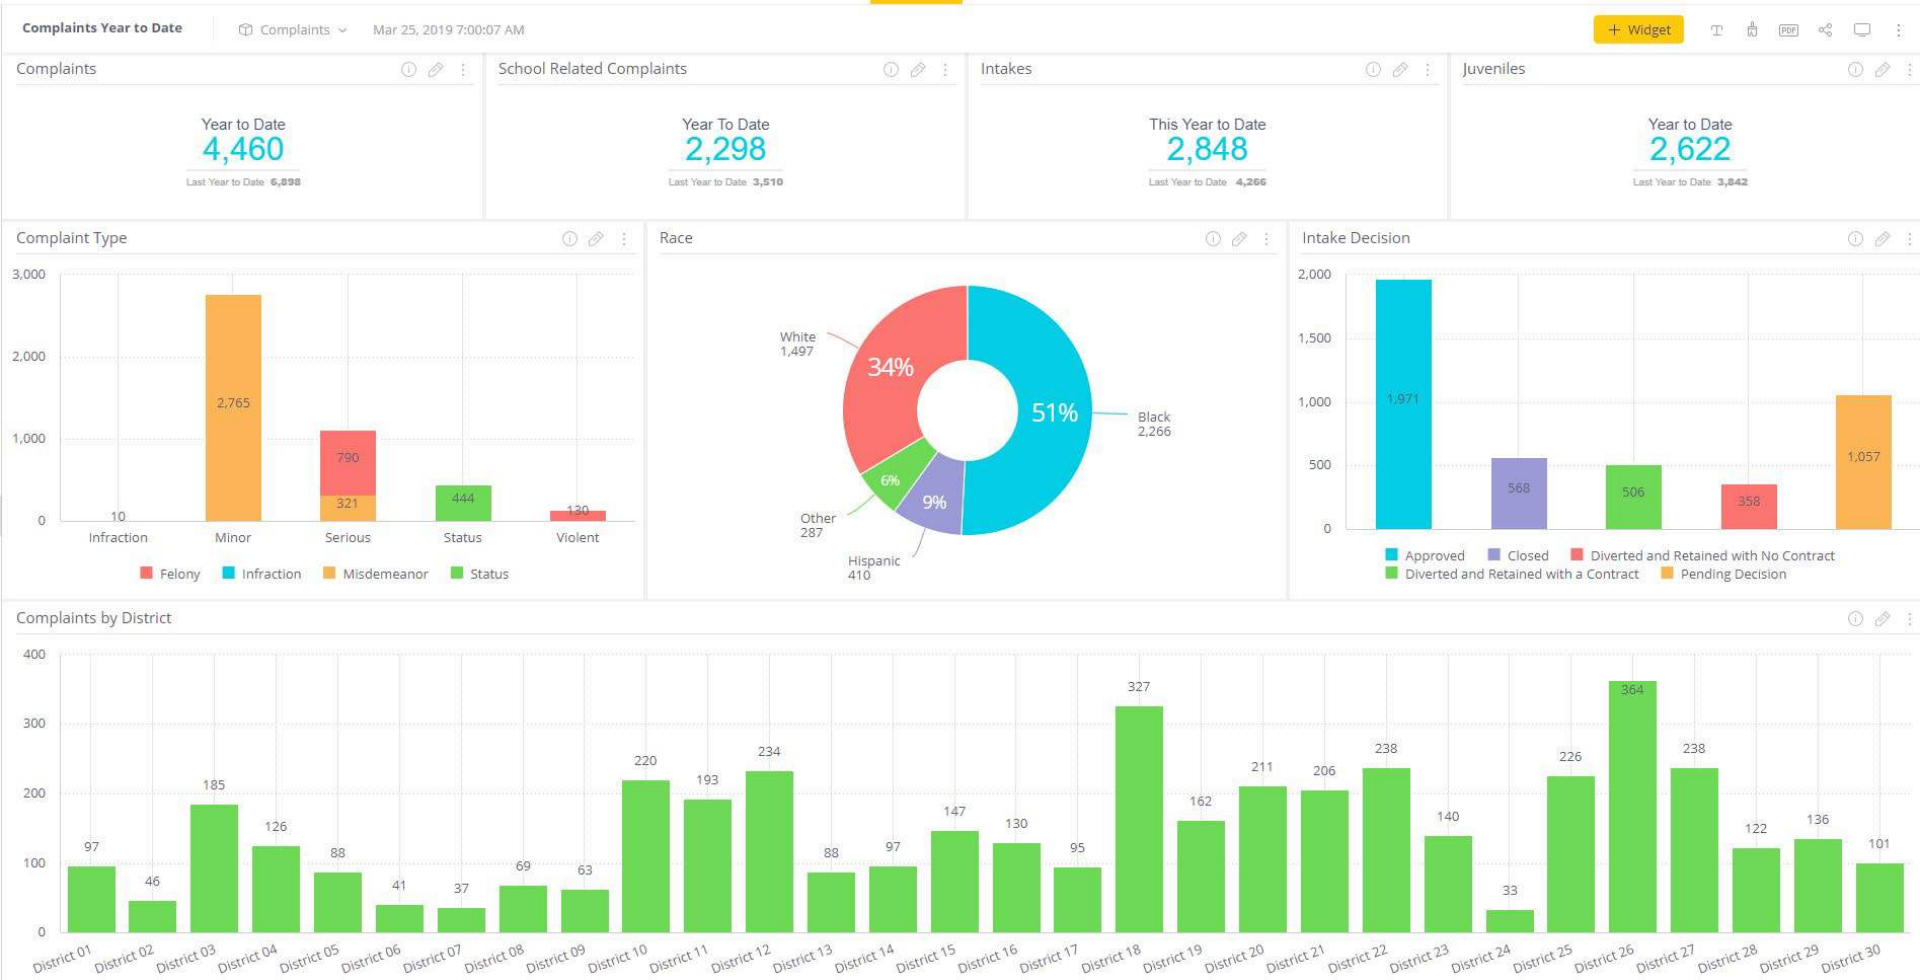 Complaints Year to Date
Complaints
Mar 25, 2019 7:00:07 AM
+ Widget
PDF
Complaints
Year to Date
4,460
Last Year to Date 6,898
School Related Complaints
Year To Date
2,298
Last Year to Date 3,510
Intakes
This Year to Date
2,848
Last Year to Date 4,266
Juveniles
Year to Date
2,622
Last Year to Date 3,842
Complaint Type
3,000
2,000
1,000
0
10
2,765
790
321
444
130
Infraction Minor Serious Status Violent
Felony Infraction Misdemeanor Status
Race
White
1,497
34%
51%
Black
2,266
6%
9%
Other
287
Hispanic
410
Intake Decision
2,000
1,500
1,000
500
0
1,971
568
506
358
1,057
Approved Closed Diverted and Retained with No Contract
Diverted and Retained with a Contract Pending Decision
Complaints by District
400
300
200
100
0
97 46 185 126 88 41 37 69 63 220 193 234 88 97 147 130 95 327 162 211 206 238 140 33 226 364 238 122 136 101
District 01 District 02 District 03 District 04 District 05 District 06 District 07 District 08 District 09 District 10 District 11 District 12 District 13 District 14 District 15 District 16 District 17 District 18 District 19 District 20 District 21 District 22 District 23 District 24 District 25 District 26 District 27 District 28 District 29 District 30